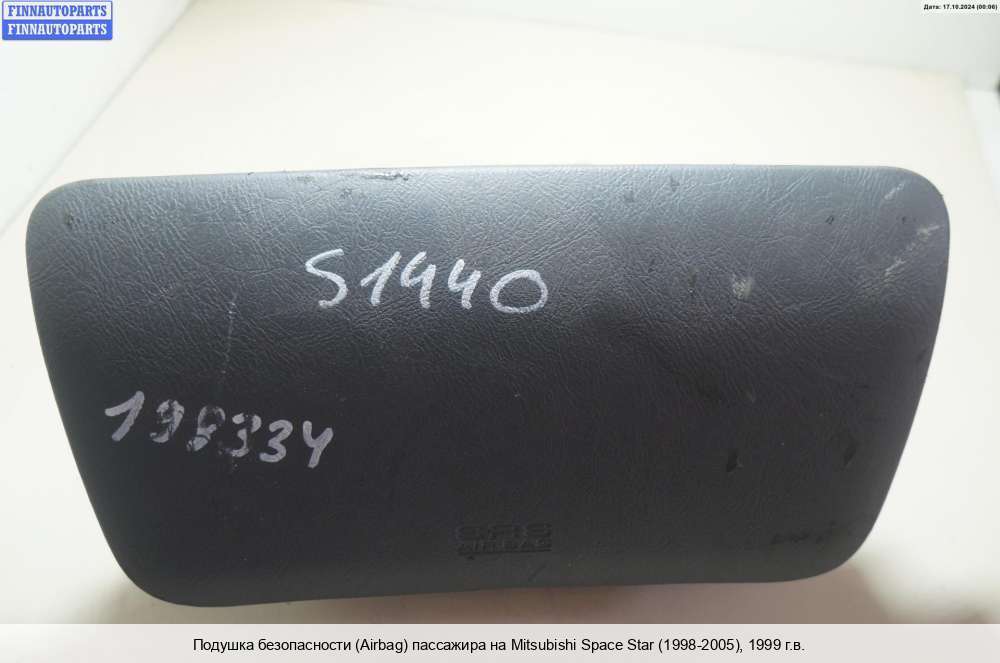 FINNAUTOPARTS
FINNAUTOPARTS
Дата: 17.10.2024 (00:06)
S1440
198334
SRS
AIRBAG
Подушка безопасности (Airbag) пассажира на Mitsubishi Space Star (1998-2005), 1999 г.в.